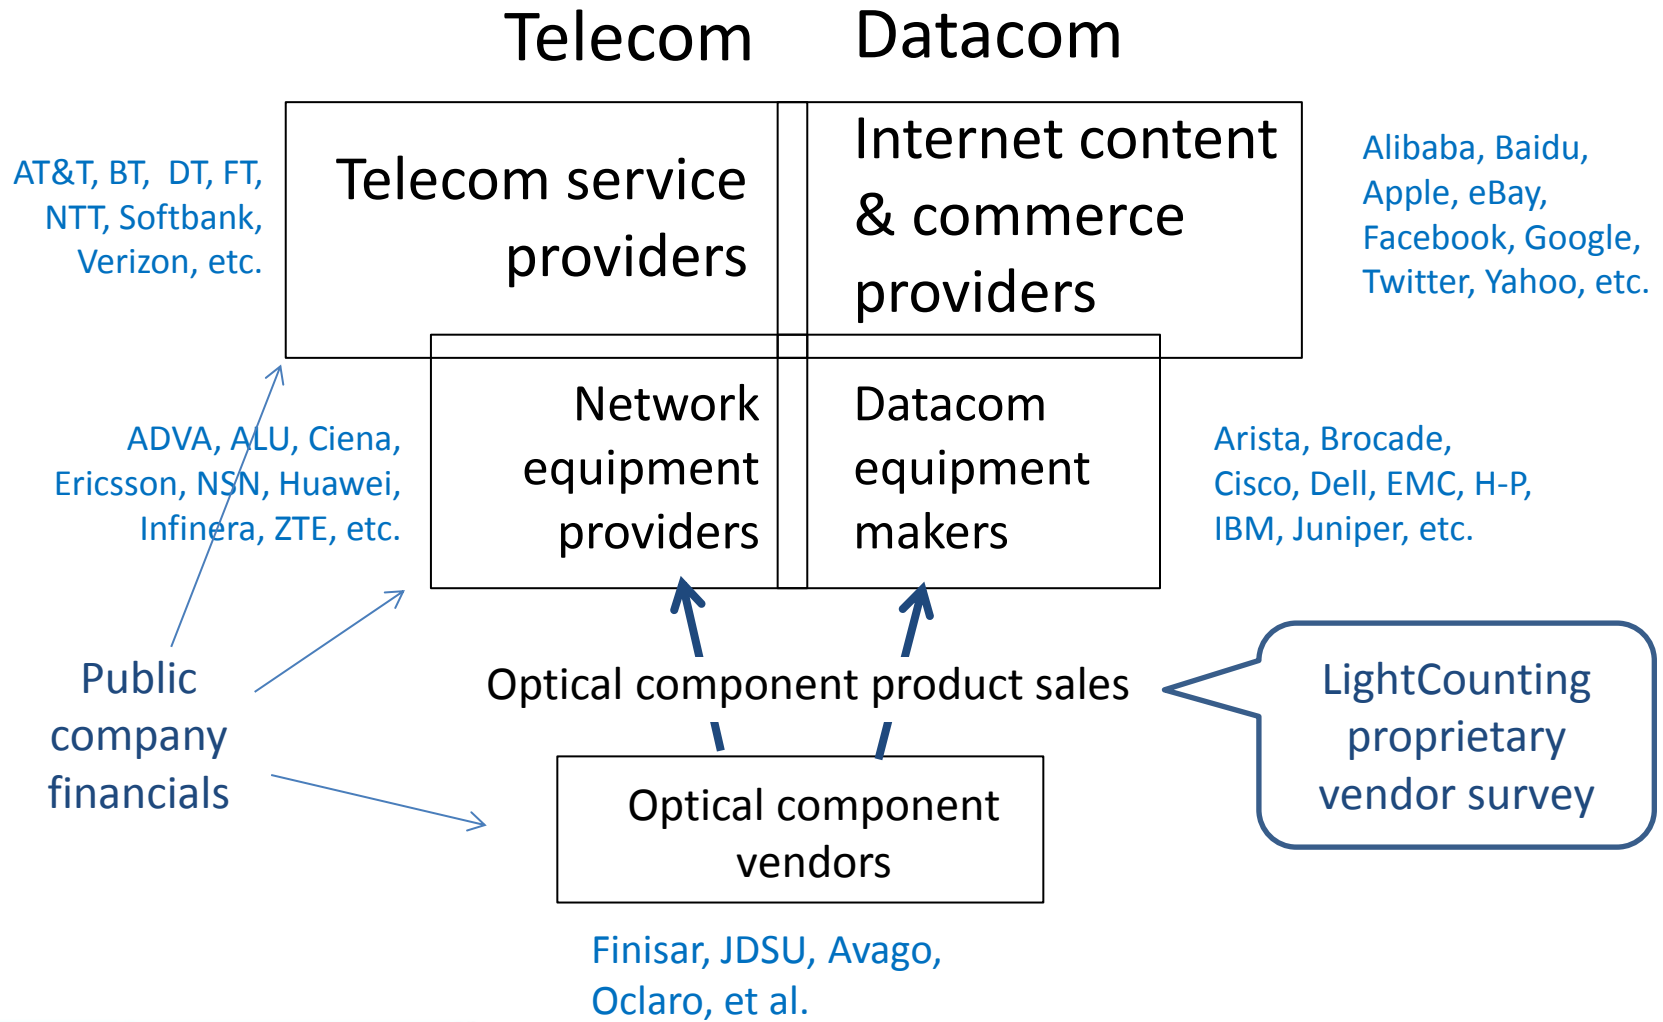 Telecom
Datacom
AT&T, BT, DT, FT,
NTT, Softbank,
Verizon, etc.
Telecom service
providers
Internet content
& commerce
providers
Alibaba, Baidu,
Apple, eBay,
Facebook, Google,
Twitter, Yahoo, etc.
ADVA, ALU, Ciena,
Ericsson, NSN, Huawei,
Infinera, ZTE, etc.
Network
equipment
providers
Datacom
equipment
makers
Arista, Brocade,
Cisco, Dell, EMC, H-P,
IBM, Juniper, etc.
Public
company
financials
Optical component product sales
LightCounting
proprietary
vendor survey
Optical component
vendors
Finisar, JDSU, Avago,
Oclaro, et al.